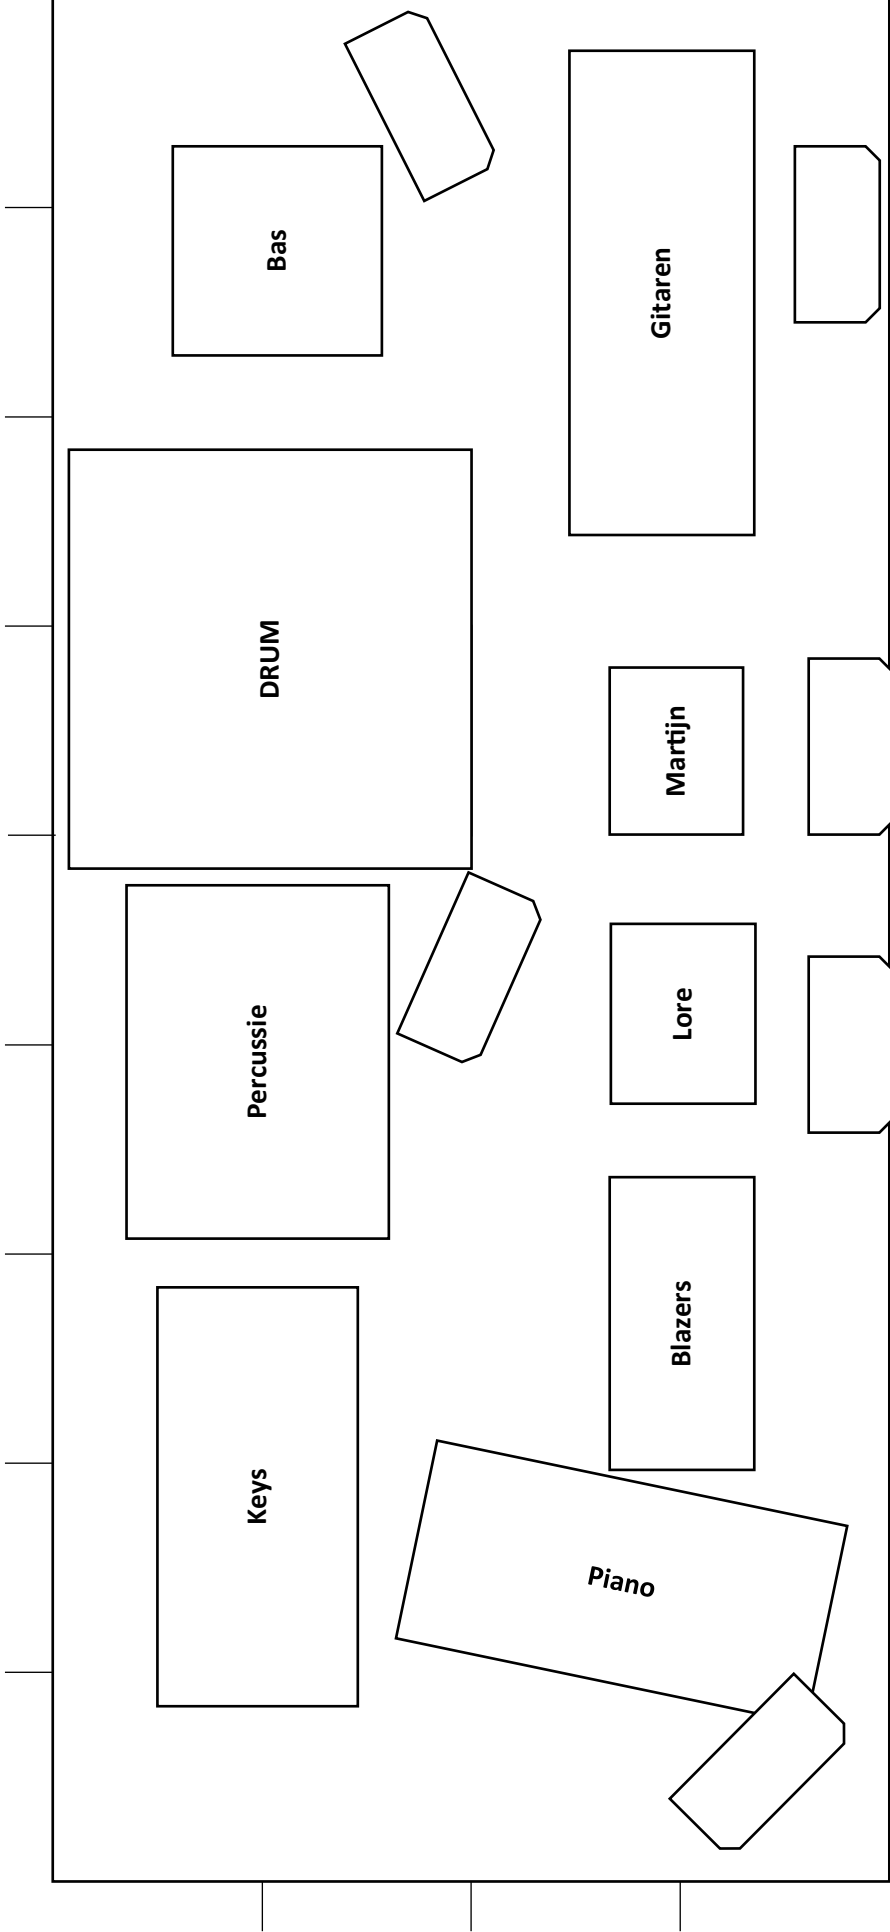 Keys
Percussie
DRUM
Bas
Piano
Blazers
Lore
Martijn
Gitaren